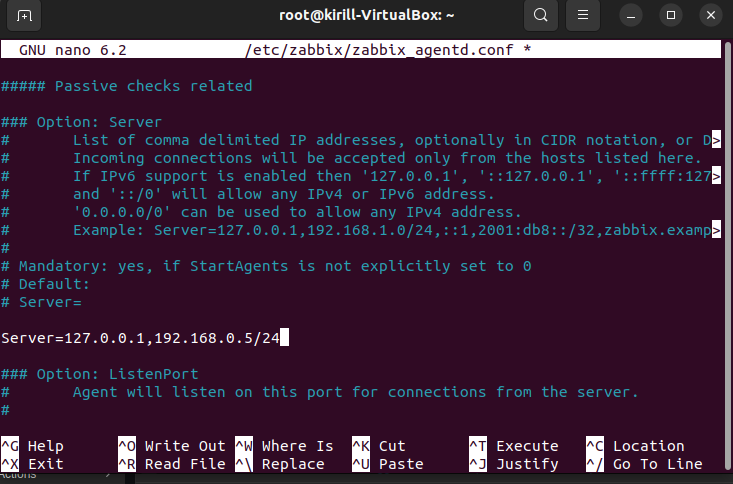 root@kirill-VirtualBox: ~
GNU nano 6.2 /etc/zabbix/zabbix_agentd.conf *
##### Passive checks related
### Option: Server
# List of comma delimited IP addresses, optionally in CIDR notation, or D>
# Incoming connections will be accepted only from the hosts listed here.
# If IPv6 support is enabled then '127.0.0.1', '::127.0.0.1', '::ffff:127>
# and '::/0' will allow any IPv4 or IPv6 address.
# '0.0.0.0/0' can be used to allow any IPv4 address.
# Example: Server=127.0.0.1,192.168.1.0/24,::1,2001:db8::/32,zabbix.examp>
#
# Mandatory: yes, if StartAgents is not explicitly set to 0
# Default:
# Server=
Server=127.0.0.1,192.168.0.5/24
### Option: ListenPort
# Agent will listen on this port for connections from the server.
#
^G Help ^O Write Out ^W Where Is ^K Cut ^T Execute ^C Location
^X Exit ^R Read File ^\ Replace ^U Paste ^J Justify ^/ Go To Line